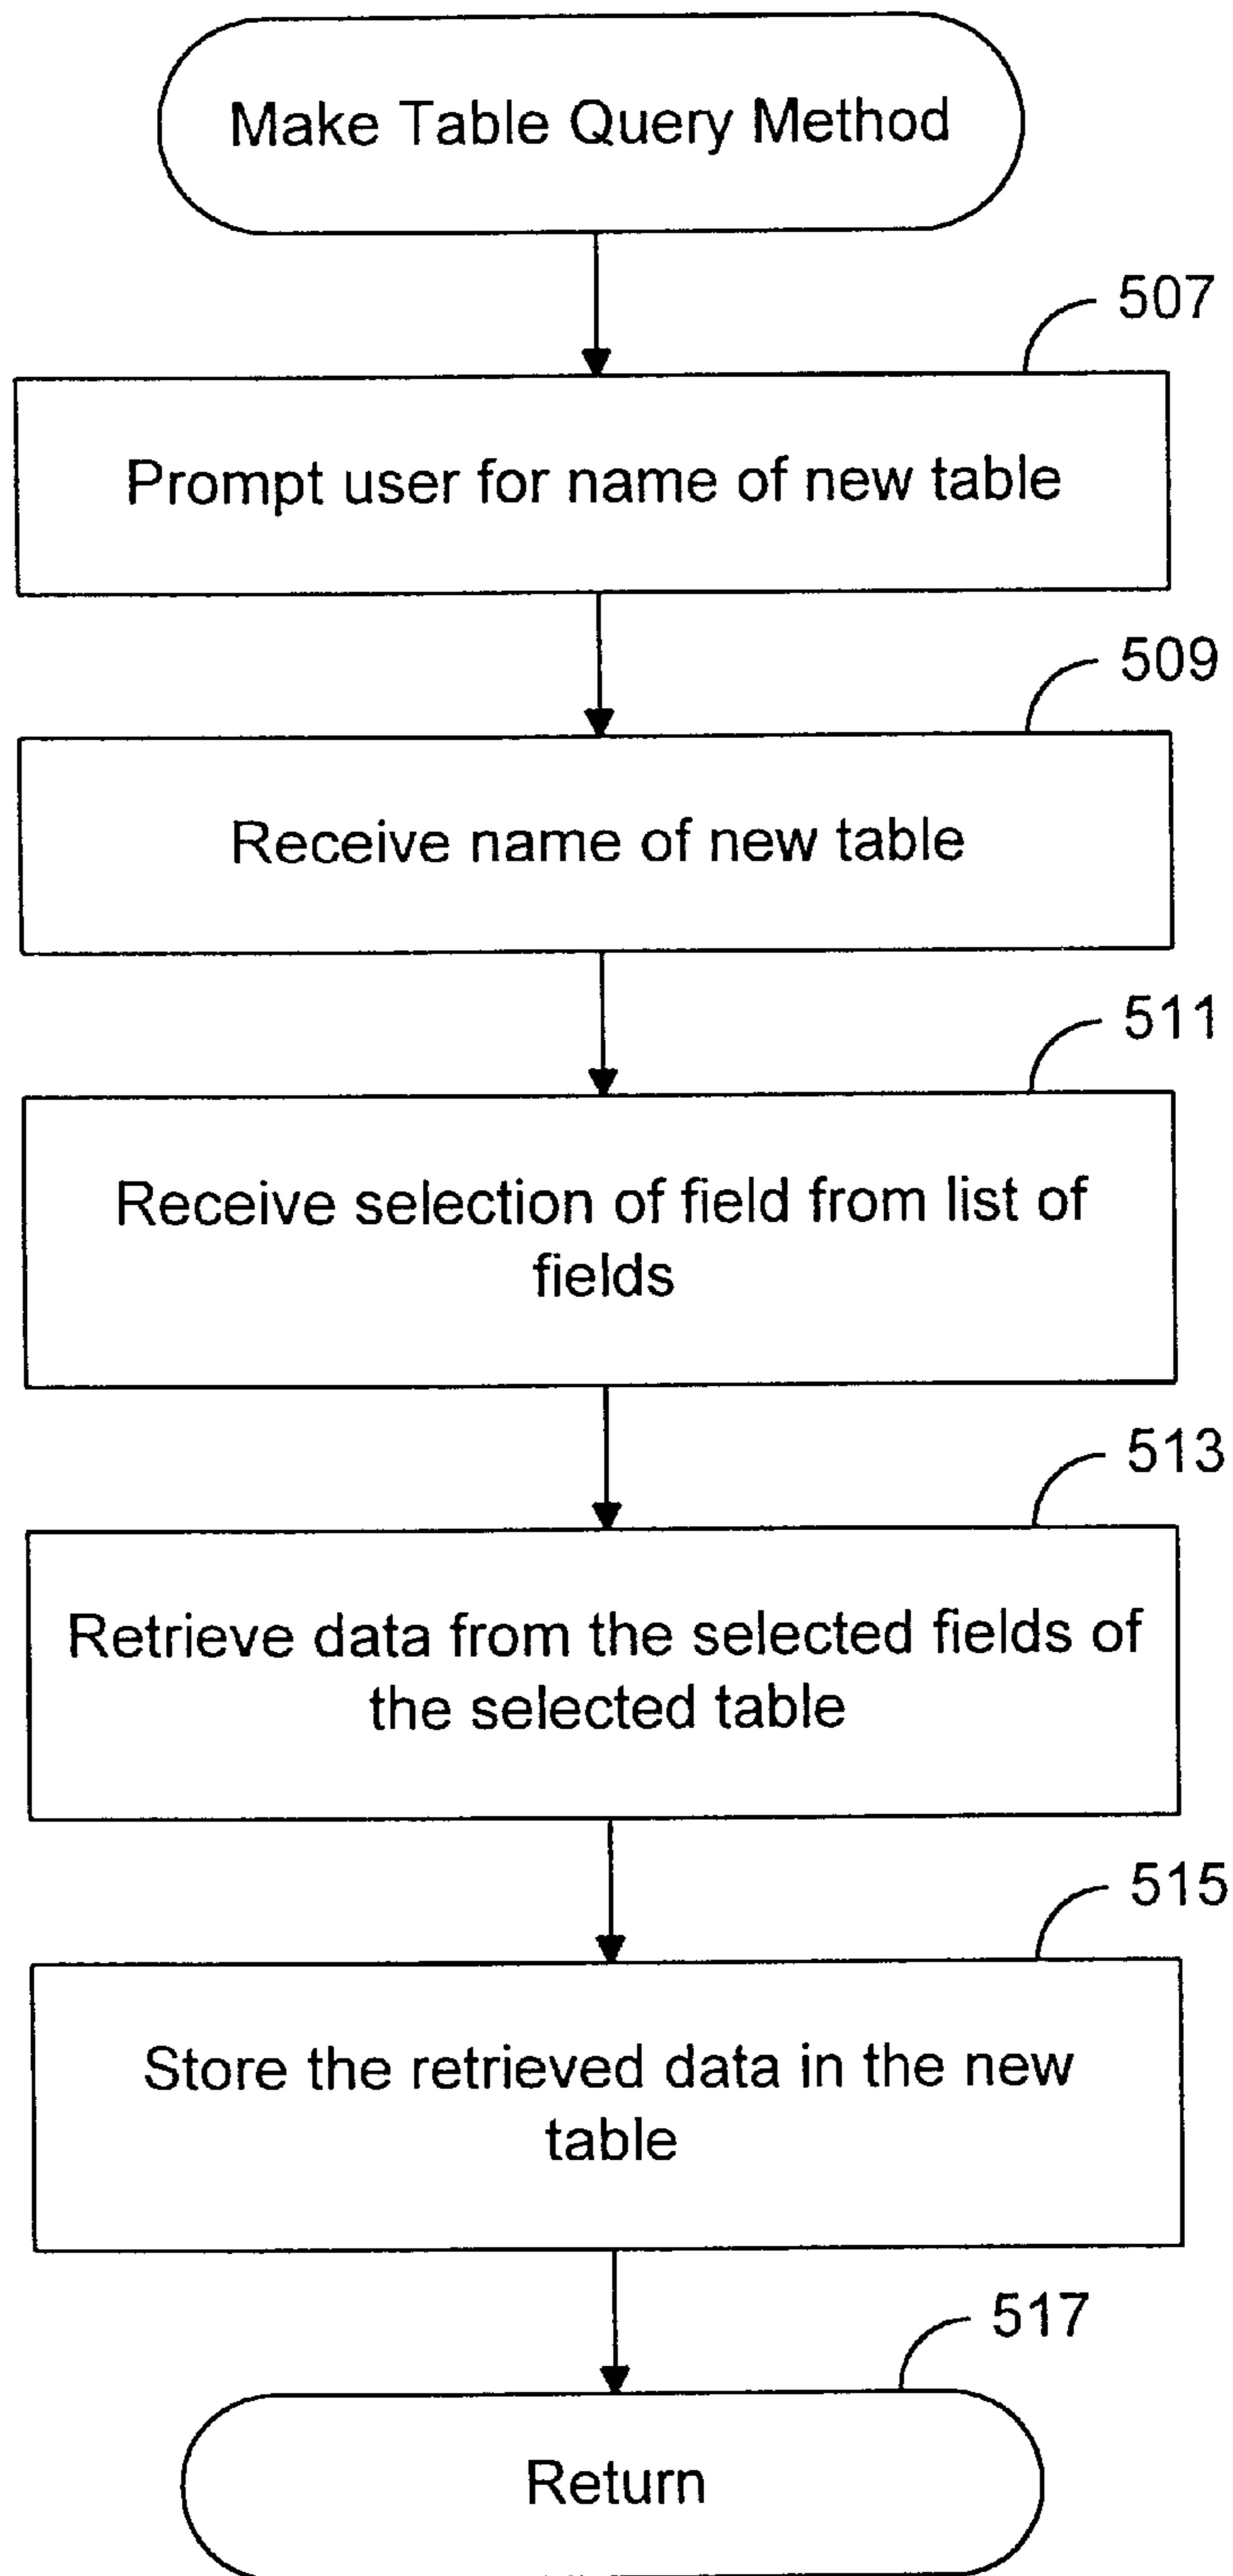 Make Table Query Method
507
Prompt user for name of new table
509
Receive name of new table
511
Receive selection of field from list of
fields
513
Retrieve data from the selected fields of
the selected table
515
Store the retrieved data in the new
table
517
Return